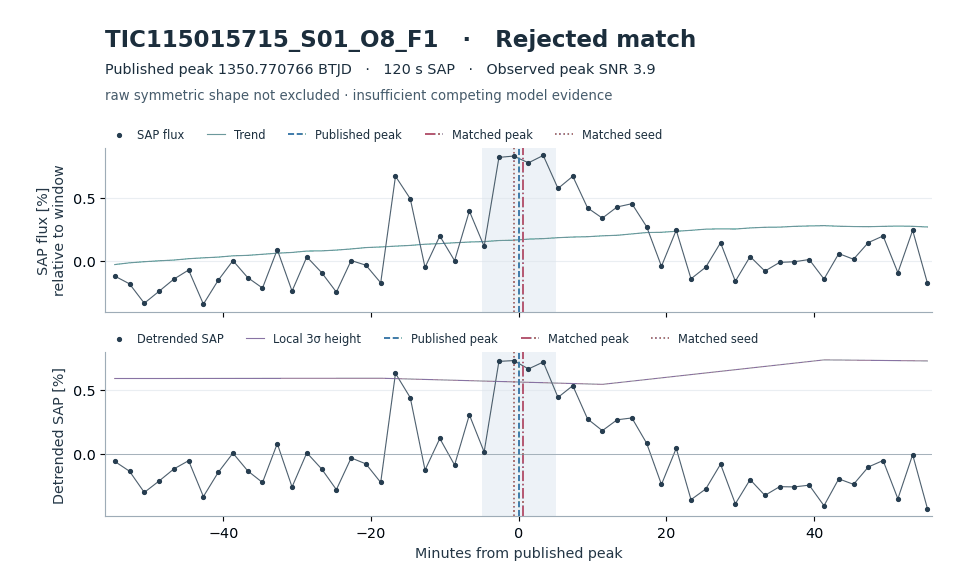 TIC115015715_S01_O8_F1 · Rejected match
Published peak 1350.770766 BTJD · 120 s SAP · Observed peak SNR 3.9
raw symmetric shape not excluded · insufficient competing model evidence
SAP flux Trend Published peak Matched peak Matched seed
SAP flux [%]
relative to window
0.5
0.0
Detrended SAP Local 3σ height Published peak Matched peak Matched seed
Detrended SAP [%]
0.5
0.0
−40 −20 0 20 40
Minutes from published peak